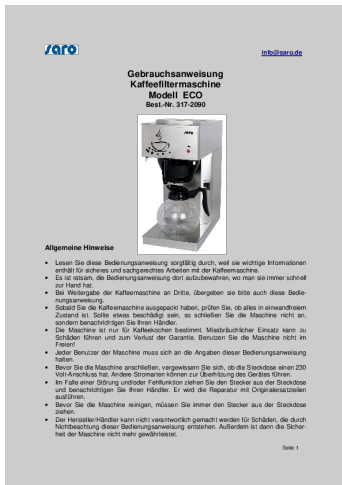 saro
info@saro.de
Gebrauchsanweisung
Kaffeefiltermaschine
Modell ECO
Best.-Nr. 317-2090
saro
Allgemeine Hinweise
• Lesen Sie diese Bedienungsanweisung sorgfältig durch, weil sie wichtige Informationen
enthält für sicheres und sachgerechtes Arbeiten mit der Kaffeemaschine.
• Es ist ratsam, die Bedienungsanweisung dort aufzubewahren, wo man sie immer schnell
zur Hand hat.
• Bei Weitergabe der Kaffeemaschine an Dritte, übergeben sie bitte auch diese Bedie-
nungsanweisung.
• Sobald Sie die Kaffeemaschine ausgepackt haben, prüfen Sie, ob alles in einwandfreiem
Zustand ist. Sollte etwas beschädigt sein, so schließen Sie die Maschine nicht an,
sondern benachrichtigen Sie Ihren Händler.
• Die Maschine ist nur für Kaffeekochen bestimmt. Missbräuchlicher Einsatz kann zu
Schäden führen und zum Verlust der Garantie. Benutzen Sie die Maschine nicht im
Freien!
• Jeder Benutzer der Maschine muss sich an die Angaben dieser Bedienungsanweisung
halten.
• Bevor Sie die Maschine anschließen, vergewissern Sie sich, ob die Steckdose einen 230
Volt-Anschluss hat. Andere Stromarten können zur Überhitzung des Gerätes führen.
• Im Falle einer Störung und/oder Fehlfunktion ziehen Sie den Stecker aus der Steckdose
und benachrichtigen Sie Ihren Händler. Er wird die Reparatur mit Originalersatzteilen
ausführen.
• Bevor Sie die Maschine reinigen, müssen Sie immer den Stecker aus der Steckdose
ziehen.
• Der Hersteller/Händler kann nicht verantwortlich gemacht werden für Schäden, die durch
Nichtbeachtung dieser Bedienungsanweisung entstehen. Außerdem ist dann die Sicher-
heit der Maschine nicht mehr gewährleistet.
Seite 1